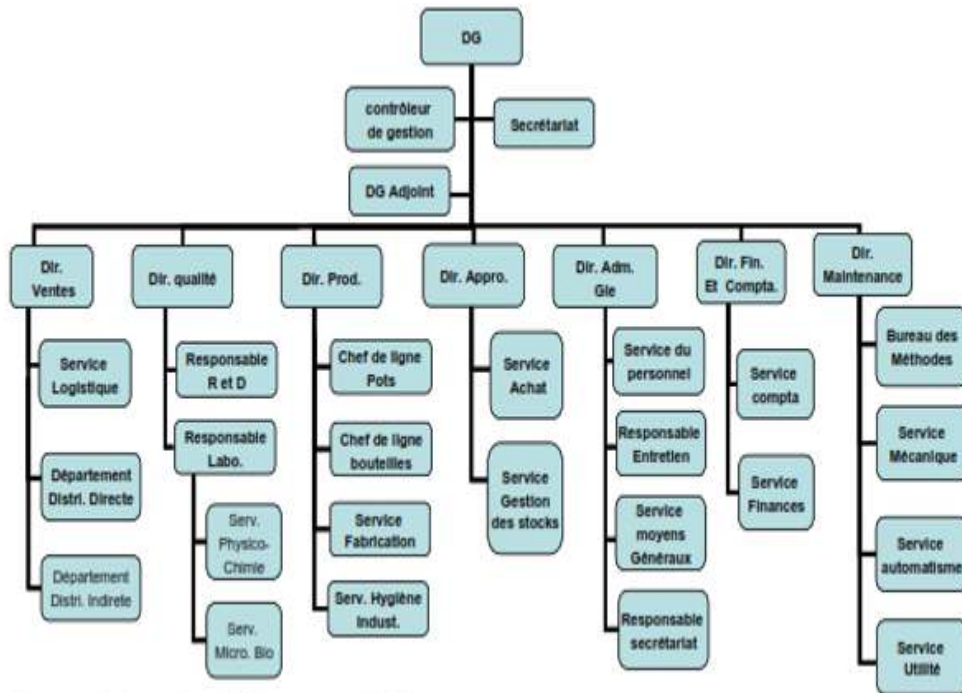 DG
contrôleur
de gestion
Secrétariat
DG Adjoint
Dir.
Ventes
Dir. qualité
Dir. Prod.
Dir. Appro.
Dir. Adm.
Gle
Dir. Fin.
Et Compta.
Dir.
Maintenance
Service
Logistique
Département
Distri. Directe
Département
Distri. Indirete
Responsable
R et D
Responsable
Labo.
Serv.
Physico-
Chimie
Serv.
Micro. Bio
Chef de ligne
Pots
Chef de ligne
bouteilles
Service
Fabrication
Serv. Hygiène
Indust.
Service
Achat
Service
Gestion
des stocks
Service du
personnel
Responsable
Entretien
Service
moyens
Généraux
Responsable
secrétariat
Service
compta
Service
Finances
Bureau des
Méthodes
Service
Mécanique
Service
automatisme
Service
Utilité